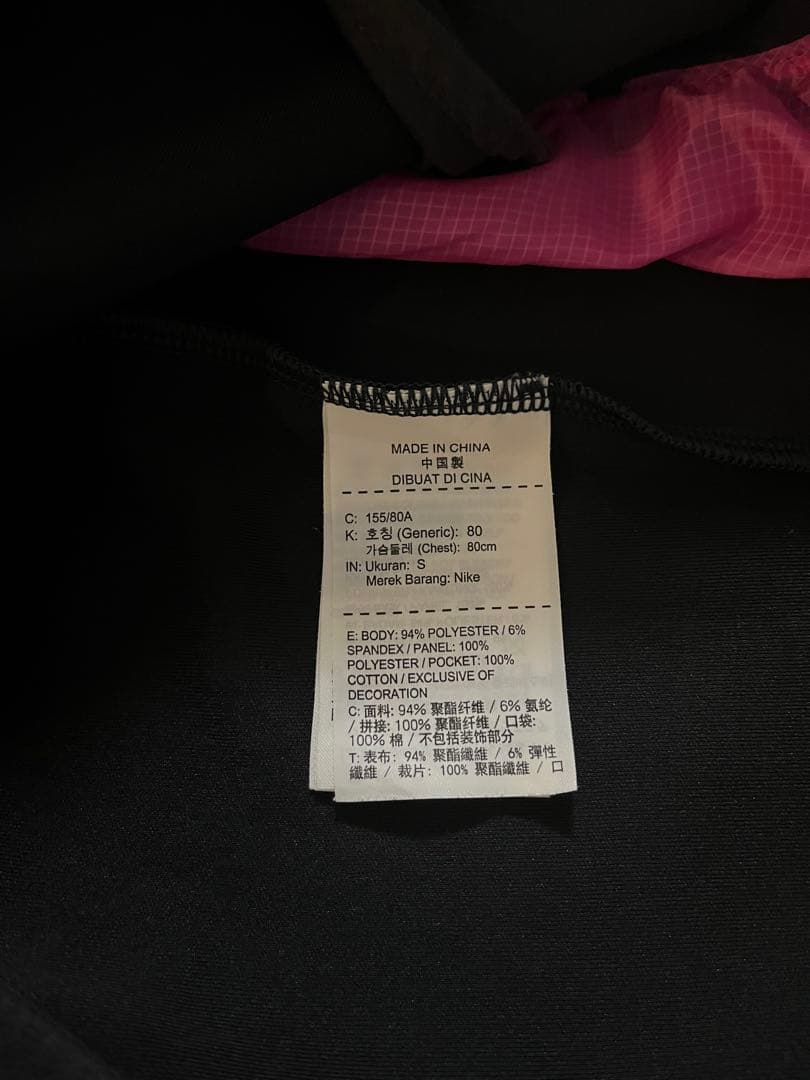 MADE IN CHINA
中国製
DIBUAT DI CINA
C: 155/80A
K: 호칭 (Generic): 80
가슴둘레 (Chest): 80cm
IN: Ukuran: S
Merek Barang: Nike
E: BODY: 94% POLYESTER / 6%
SPANDEX / PANEL: 100%
POLYESTER / POCKET: 100%
COTTON / EXCLUSIVE OF
DECORATION
C: 面料: 94% 聚酯纤维 / 6% 氨纶
/ 拼接: 100% 聚酯纤维 / 口袋:
100% 棉 / 不包括装饰部分
T: 表布: 94% 聚酯纖維 / 6% 彈性
纖維 / 裁片: 100% 聚酯纖維 / 口